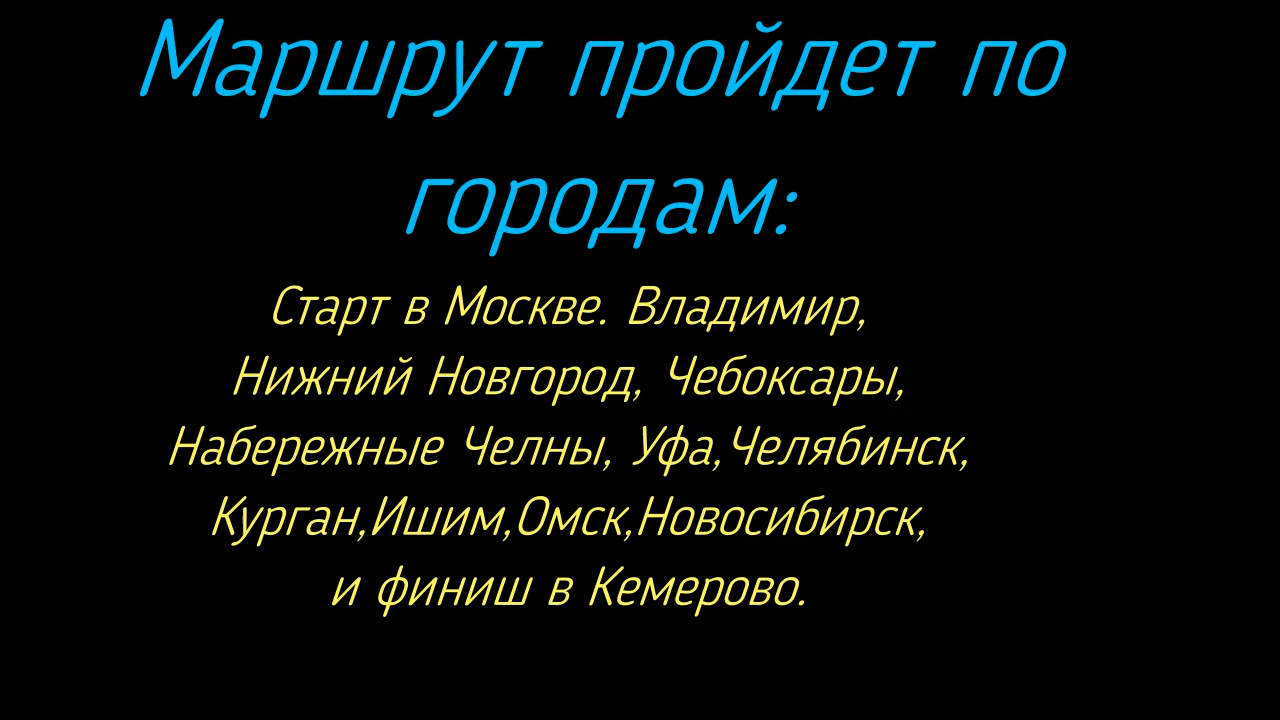 Маршрут пройдет по
городам:
Старт в Москве. Владимир,
Нижний Новгород, Чебоксары,
Набережные Челны, Уфа,Челябинск,
Курган,Ишим,Омск,Новосибирск,
и финиш в Кемерово.